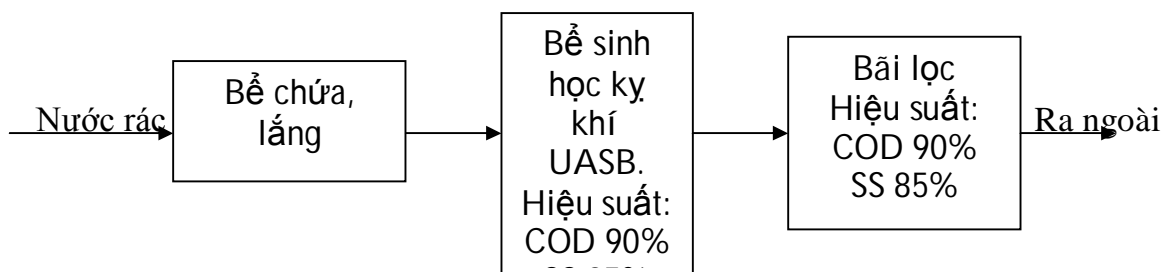 Nước rác
Bể chứa,
lắng
Bể sinh
học kỵ
khí
UASB.
Hiệu suất:
COD 90%
Bãi lọc
Hiệu suất:
COD 90%
SS 85%
Ra ngoài